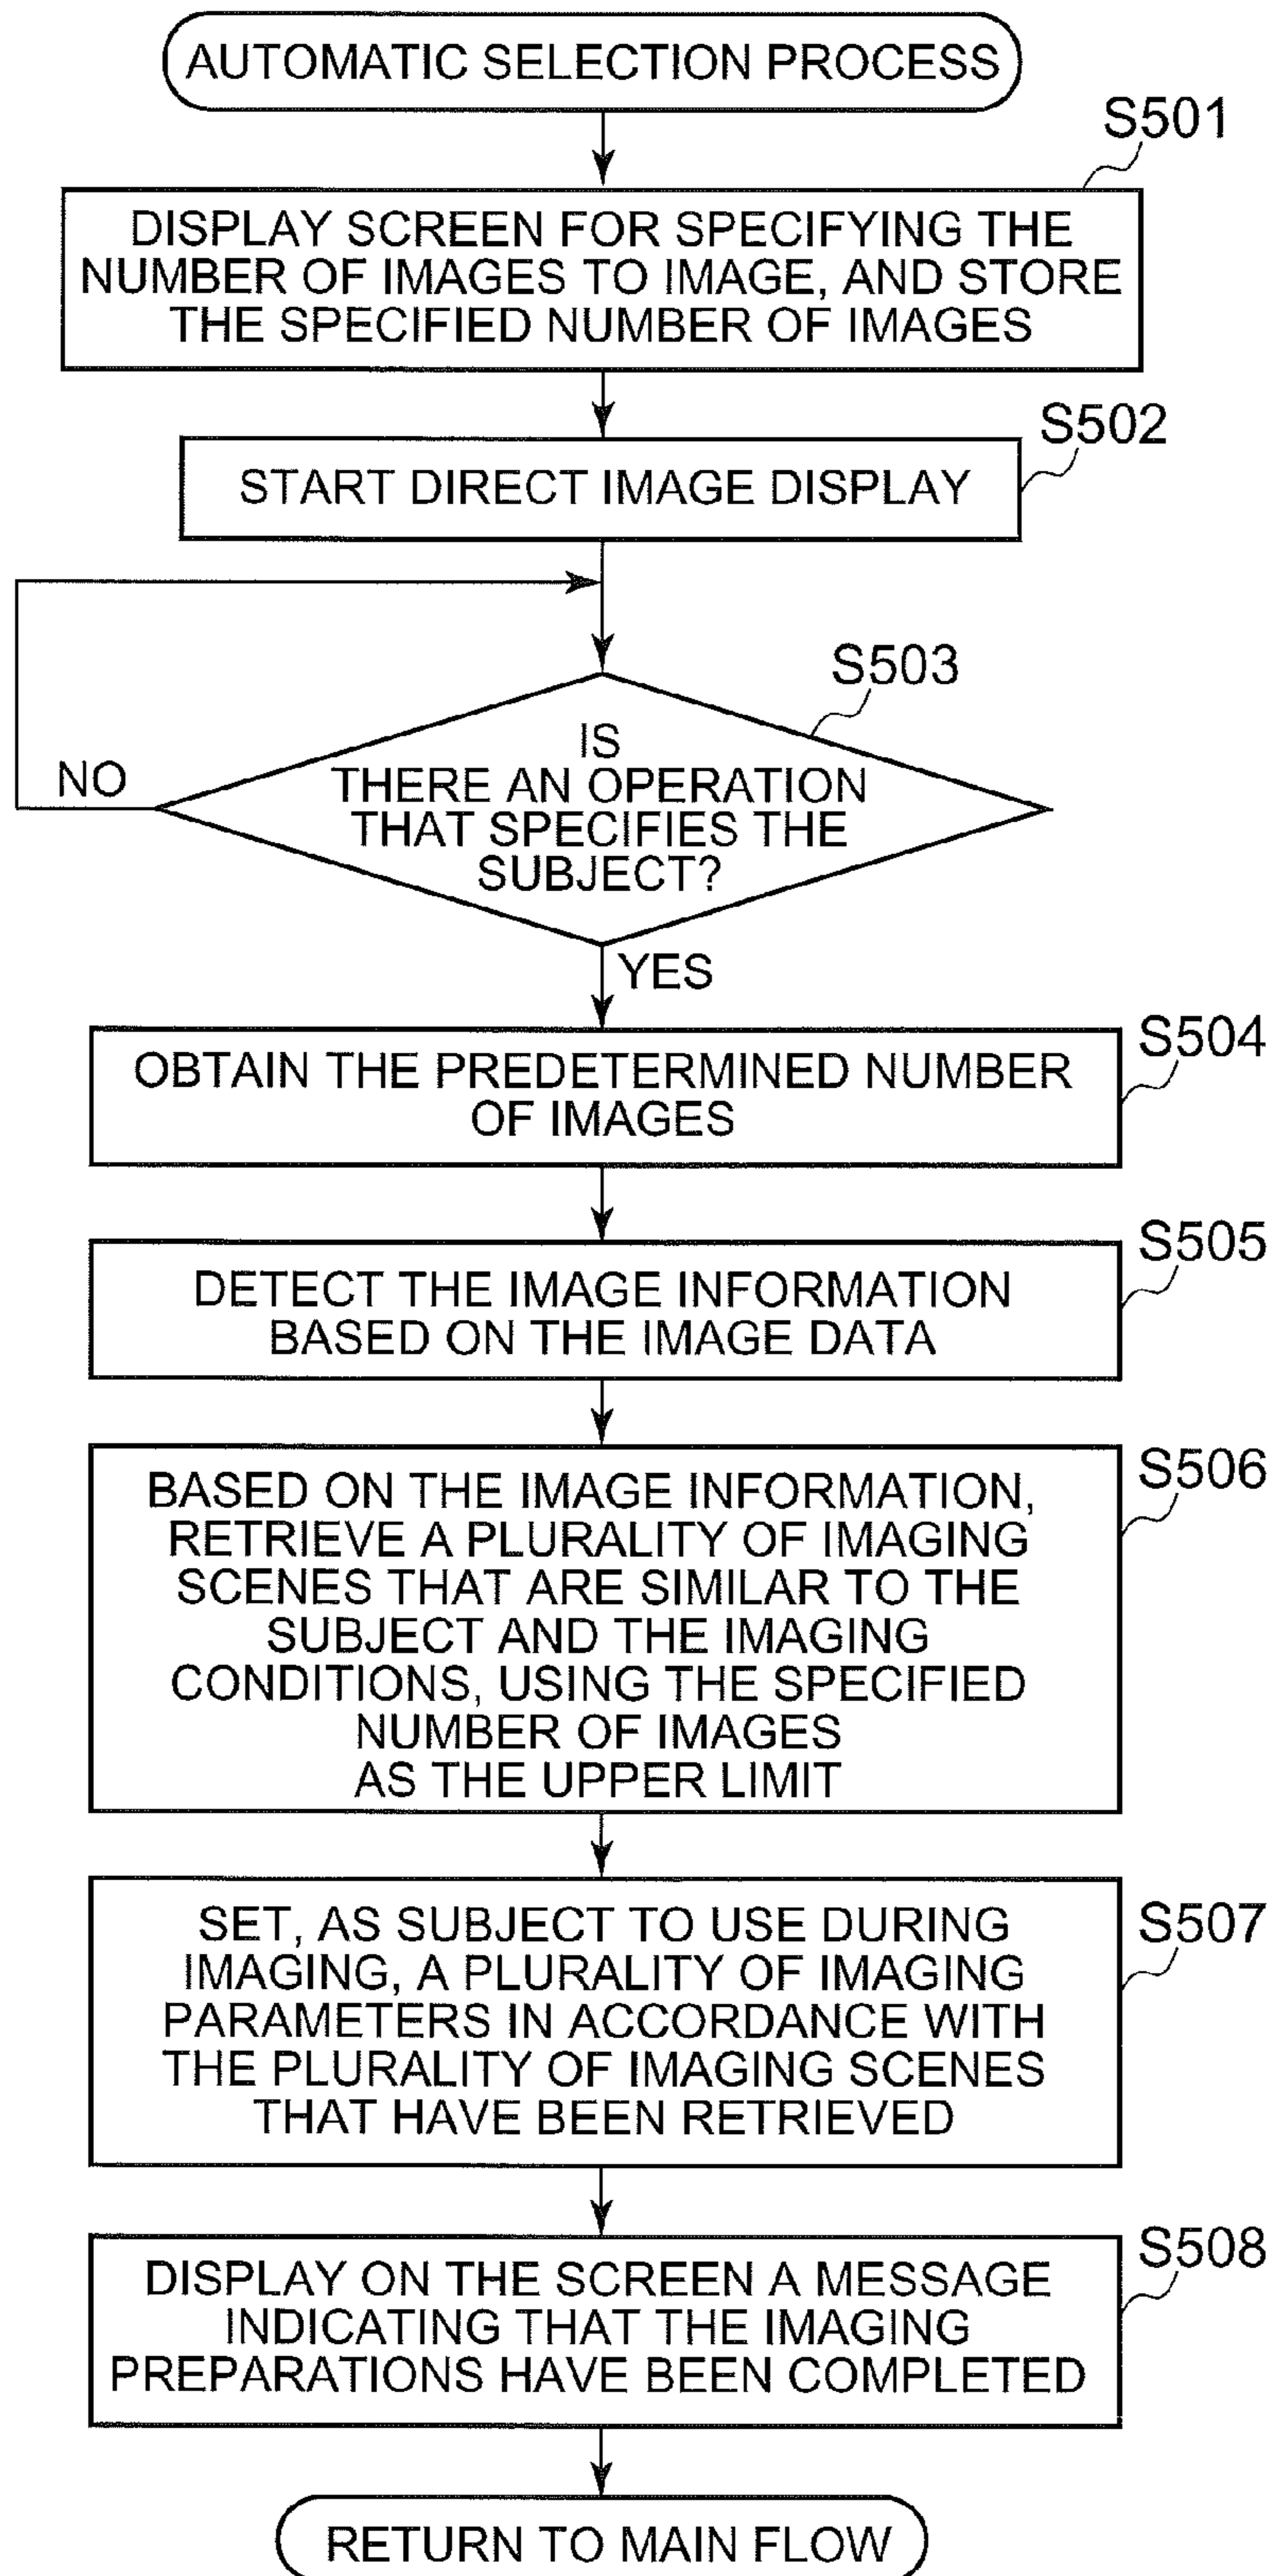 AUTOMATIC SELECTION PROCESS
S501
DISPLAY SCREEN FOR SPECIFYING THE
NUMBER OF IMAGES TO IMAGE, AND STORE
THE SPECIFIED NUMBER OF IMAGES
S502
START DIRECT IMAGE DISPLAY
S503
IS
THERE AN OPERATION
THAT SPECIFIES THE
SUBJECT?
NO
YES
S504
OBTAIN THE PREDETERMINED NUMBER
OF IMAGES
S505
DETECT THE IMAGE INFORMATION
BASED ON THE IMAGE DATA
S506
BASED ON THE IMAGE INFORMATION,
RETRIEVE A PLURALITY OF IMAGING
SCENES THAT ARE SIMILAR TO THE
SUBJECT AND THE IMAGING
CONDITIONS, USING THE SPECIFIED
NUMBER OF IMAGES
AS THE UPPER LIMIT
S507
SET, AS SUBJECT TO USE DURING
IMAGING, A PLURALITY OF IMAGING
PARAMETERS IN ACCORDANCE WITH
THE PLURALITY OF IMAGING SCENES
THAT HAVE BEEN RETRIEVED
S508
DISPLAY ON THE SCREEN A MESSAGE
INDICATING THAT THE IMAGING
PREPARATIONS HAVE BEEN COMPLETED
RETURN TO MAIN FLOW